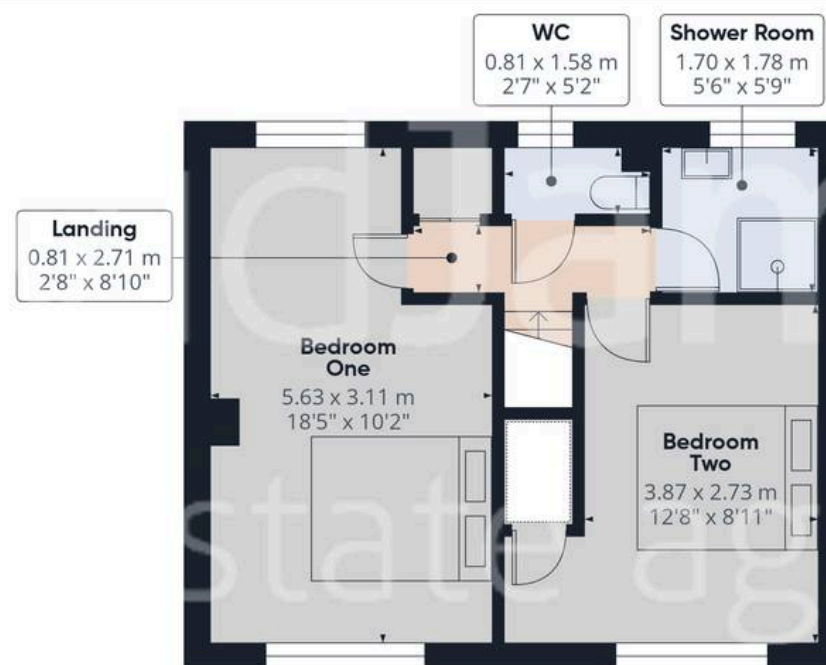 WC
0.81 x 1.58 m
2'7" x 5'2"
Shower Room
1.70 x 1.78 m
5'6" x 5'9"
Landing
0.81 x 2.71 m
2'8" x 8'10"
Bedroom
One
5.63 x 3.11 m
18'5" x 10'2"
Bedroom
Two
3.87 x 2.73 m
12'8" x 8'11"
estate ag